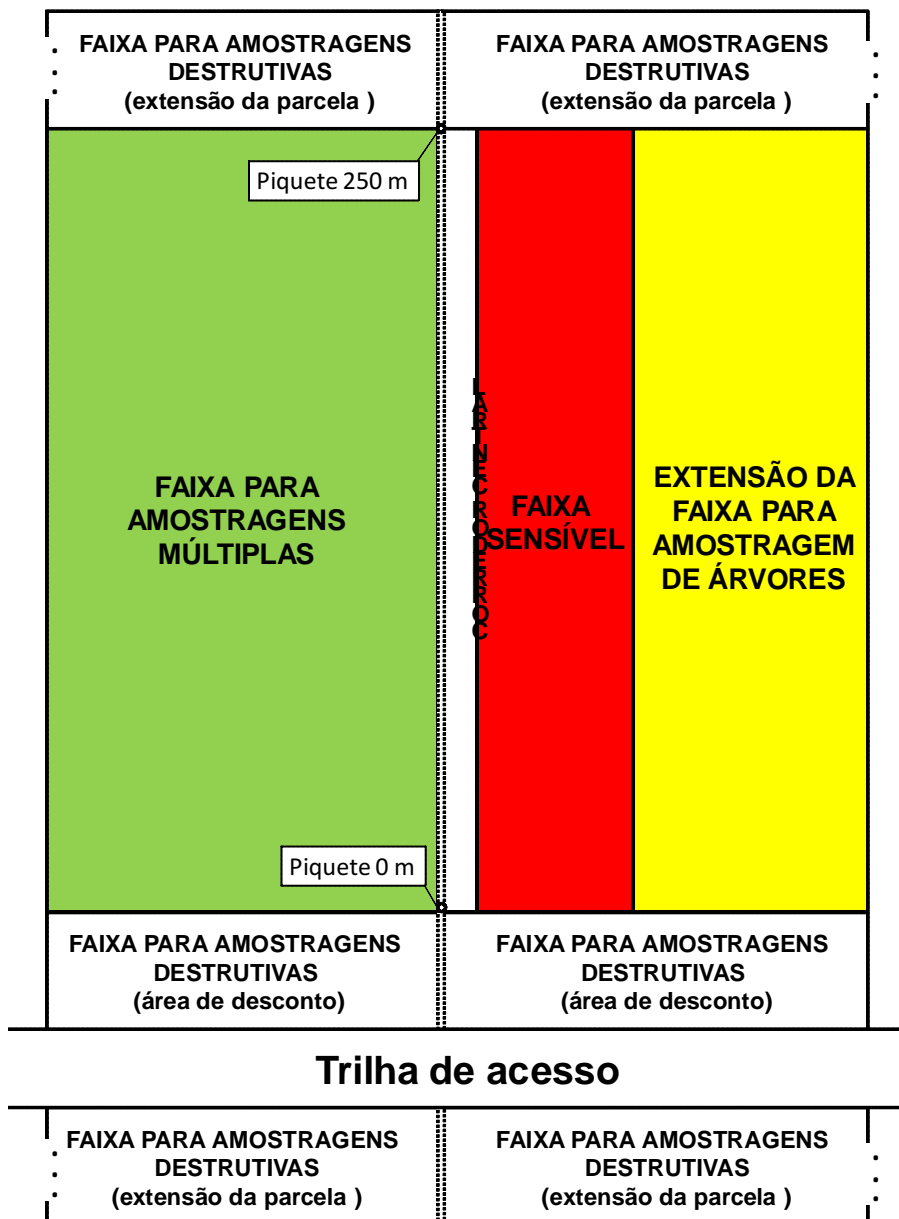 FAIXA PARA AMOSTRAGENS
DESTRUTIVAS
(extensão da parcela )
FAIXA PARA AMOSTRAGENS
DESTRUTIVAS
(extensão da parcela )
Piquete 250 m
FAIXA PARA
AMOSTRAGENS
MÚLTIPLAS
FAIXA
SENSÍVEL
EXTENSÃO DA
FAIXA PARA
AMOSTRAGEM
DE ÁRVORES
Piquete 0 m
FAIXA PARA AMOSTRAGENS
DESTRUTIVAS
(área de desconto)
FAIXA PARA AMOSTRAGENS
DESTRUTIVAS
(área de desconto)
Trilha de acesso
FAIXA PARA AMOSTRAGENS
DESTRUTIVAS
(extensão da parcela )
FAIXA PARA AMOSTRAGENS
DESTRUTIVAS
(extensão da parcela )